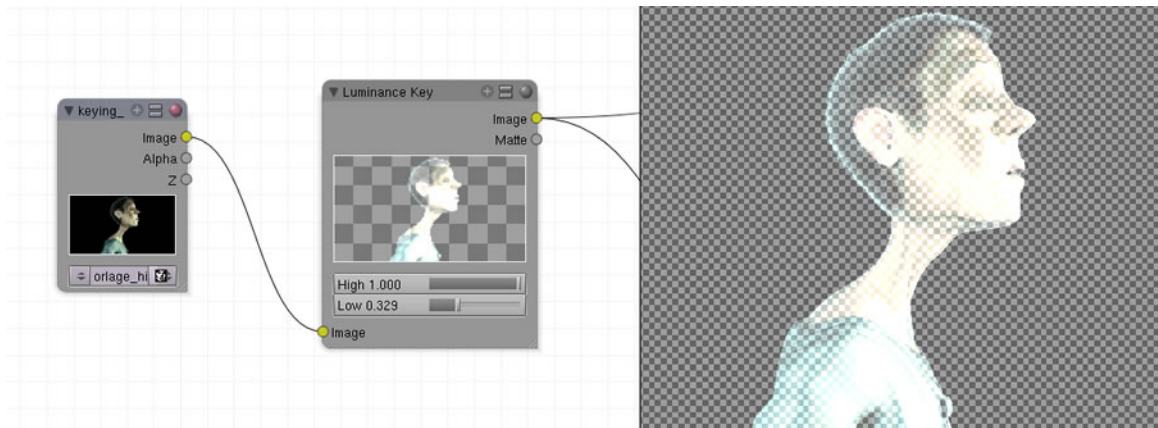 keying_
Image
Alpha
Z
orlage_hi
Luminance Key
Image
Matte
High 1.000
Low 0.329
Image